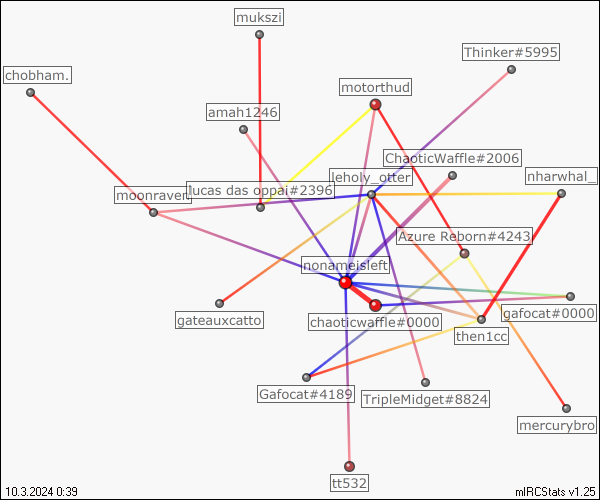 mukszi
Thinker#5995
chobham.
motorthud
amah1246
ChaoticWaffle#2006
leholy_otter
nharwhal_
lucas das oppai#2396
moonraven
Azure Reborn#4243
nonameisleft
gafocat#0000
gateauxcatto
chaoticwaffle#0000
then1cc
Gafocat#4189
TripleMidget#8824
mercurybro
tt532
10.3.2024 0:39
mIRCStats v1.25